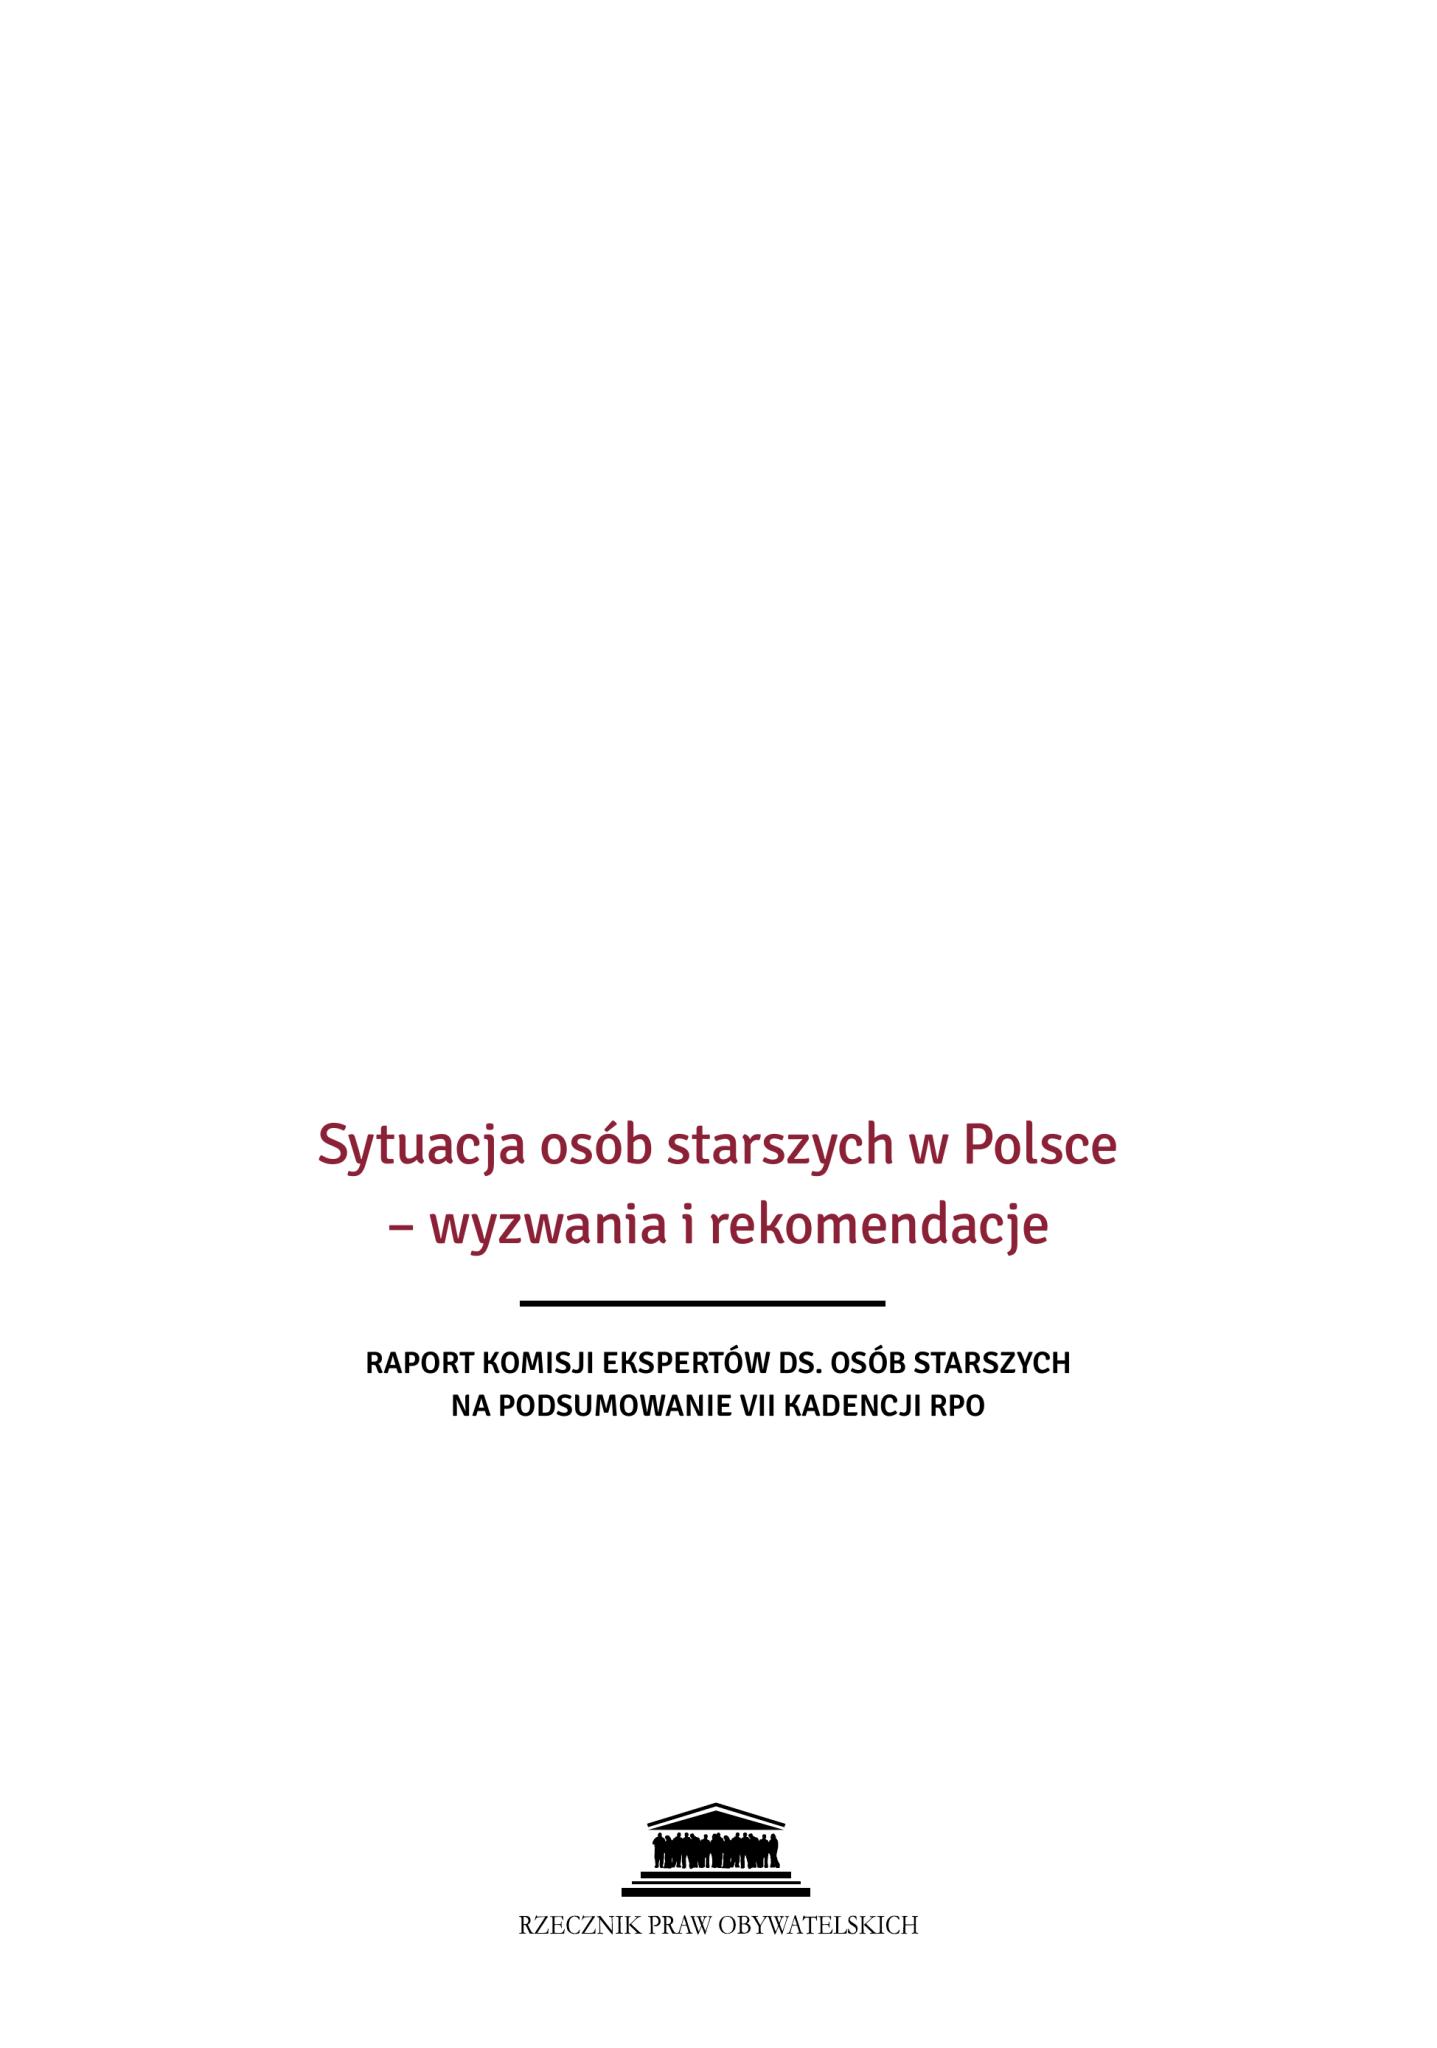 Sytuacja osób starszych w Polsce
– wyzwania i rekomendacje
RAPORT KOMISJI EKSPERTÓW DS. OSÓB STARSZYCH
NA PODSUMOWANIE VII KADENCJI RPO
RZECZNIK PRAW OBYWATELSKICH